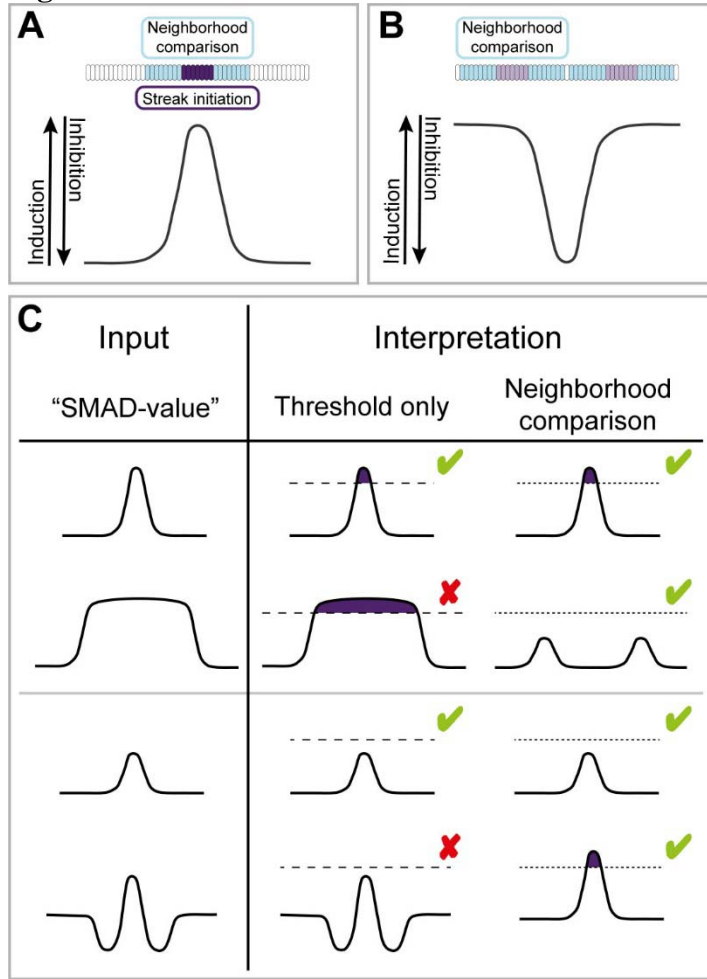 A
Neighborhood
comparison
Streak initiation
Inhibition
Induction
B
Neighborhood
comparison
Inhibition
Induction
C
Input
Interpretation
“SMAD-value”
Threshold only
Neighborhood
comparison